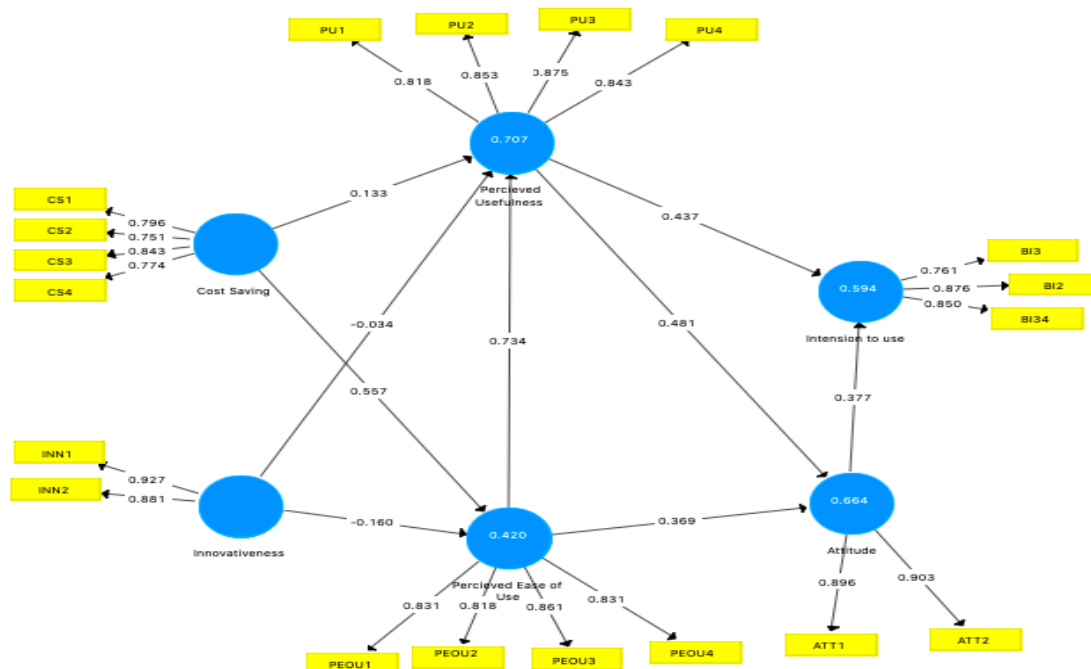 PU1
PU2
PU3
PU4
0.818
0.853
0.875
0.843
0.707
Percieved
Usefulness
CS1
CS2
CS3
CS4
0.796
0.751
0.843
0.774
Cost Saving
0.133
0.437
BI3
BI2
BI34
0.761
0.876
0.850
0.594
Intension to use
-0.034
0.734
0.481
0.557
0.377
INN1
INN2
0.927
0.881
Innovativeness
-0.160
0.420
Percieved Ease of
Use
0.369
0.664
Attitude
0.831
0.818
0.861
0.831
0.896
0.903
PEOU1
PEOU2
PEOU3
PEOU4
ATT1
ATT2